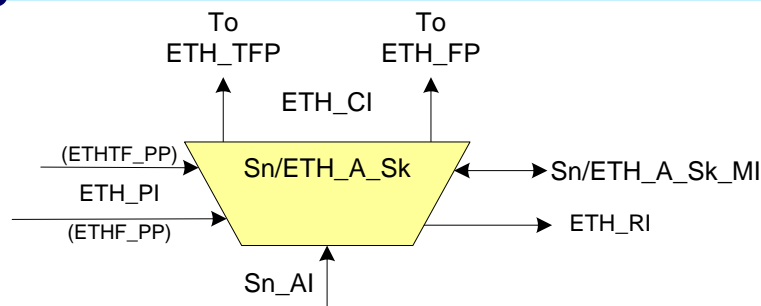 To
ETH_TFP
To
ETH_FP
ETH_CI
(ETHTF_PP)
Sn/ETH_A_Sk
Sn/ETH_A_Sk_MI
ETH_PI
(ETHF_PP)
ETH_RI
Sn_AI